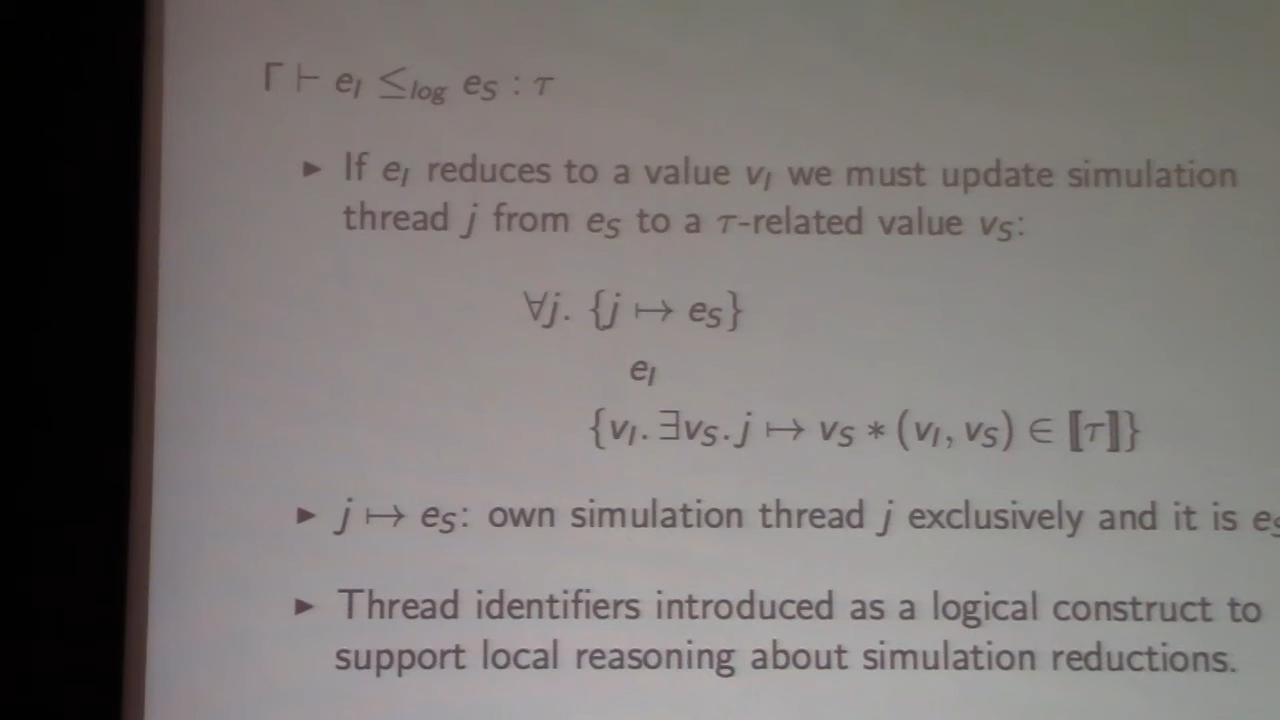 Γ ⊢ e_I ≤_log e_S : τ
▶ If e_I reduces to a value v_I we must update simulation
thread j from e_S to a τ-related value v_S:
∀j. {j ↦ e_S}
e_I
{v_I. ∃v_S. j ↦ v_S * (v_I, v_S) ∈ ⟦τ⟧}
▶ j ↦ e_S: own simulation thread j exclusively and it is e_S
▶ Thread identifiers introduced as a logical construct to
support local reasoning about simulation reductions.